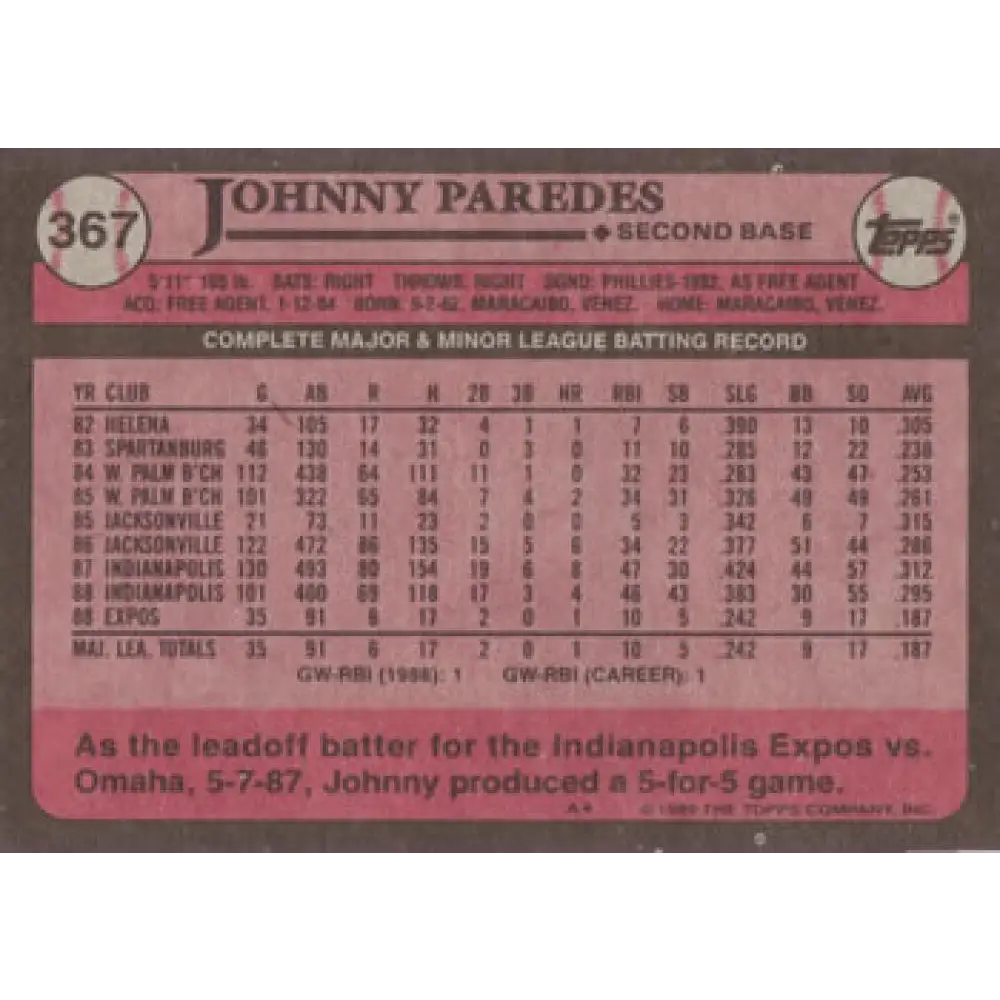 367
JOHNNY PAREDES
SECOND BASE
TOPPS®
5'11" 165 lb. BATS: RIGHT THROWS: RIGHT SGND: PHILLIES-1982, AS FREE AGENT
ACQ: FREE AGENT, 1-12-84 BORN: 9-2-62, MARACAIBO, VENEZ. HOME: MARACAIBO, VENEZ.
COMPLETE MAJOR & MINOR LEAGUE BATTING RECORD
YR CLUB G AB R H 2B 3B HR RBI SB SLG BB SO AVG
82 HELENA 34 105 17 32 4 1 1 7 6 .390 13 10 .305
83 SPARTANBURG 46 130 14 31 0 3 0 11 10 .285 12 22 .238
84 W. PALM B'CH 112 438 64 111 11 1 0 32 23 .283 43 47 .253
85 W. PALM B'CH 101 322 65 84 7 4 2 34 31 .326 49 49 .261
85 JACKSONVILLE 21 73 11 23 2 0 0 5 3 .342 6 7 .315
86 JACKSONVILLE 122 472 86 135 15 5 6 34 22 .377 51 44 .286
87 INDIANAPOLIS 130 493 80 154 19 6 8 47 30 .424 44 57 .312
88 INDIANAPOLIS 101 400 69 118 17 3 4 46 43 .383 30 55 .295
88 EXPOS 35 91 6 17 2 0 1 10 5 .242 9 17 .187
MAJ. LEA. TOTALS 35 91 6 17 2 0 1 10 5 .242 9 17 .187
GW-RBI (1988): 1 GW-RBI (CAREER): 1
As the leadoff batter for the Indianapolis Expos vs.
Omaha, 5-7-87, Johnny produced a 5-for-5 game.
A* © 1989 THE TOPPS COMPANY, INC.